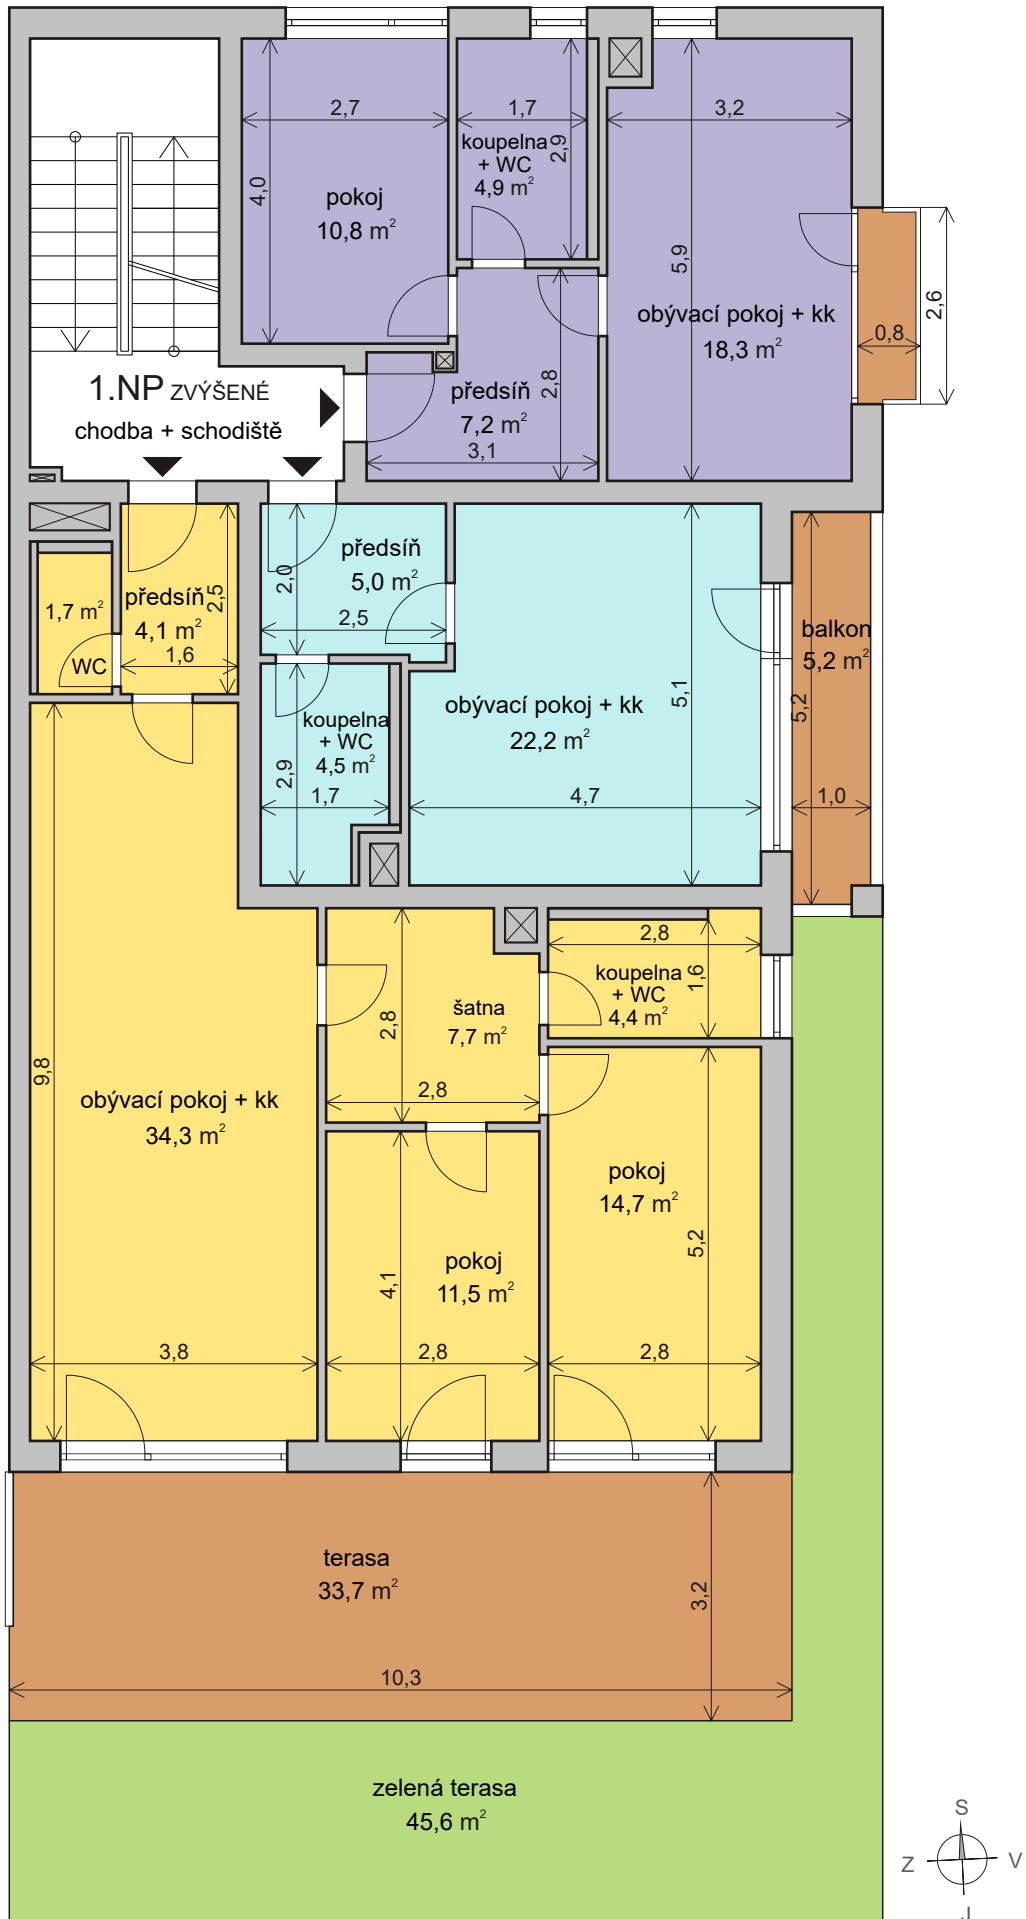 2,7
1,7
3,2
koupelna
+ WC
4,9 m²
2,9
4,0
pokoj
10,8 m²
5,9
obývací pokoj + kk
18,3 m²
0,8
2,6
1.NP ZVÝŠENÉ
chodba + schodiště
předsíň
7,2 m²
2,8
3,1
předsíň
4,1 m²
2,5
1,6
1,7 m²
WC
předsíň
5,0 m²
2,0
2,5
balkon
5,2 m²
5,2
1,0
obývací pokoj + kk
22,2 m²
5,1
4,7
koupelna
+ WC
4,5 m²
2,9
1,7
2,8
koupelna
+ WC
4,4 m²
1,6
šatna
7,7 m²
2,8
2,8
9,8
obývací pokoj + kk
34,3 m²
3,8
pokoj
14,7 m²
5,2
2,8
pokoj
11,5 m²
4,1
2,8
terasa
33,7 m²
3,2
10,3
zelená terasa
45,6 m²
S
Z
V
J